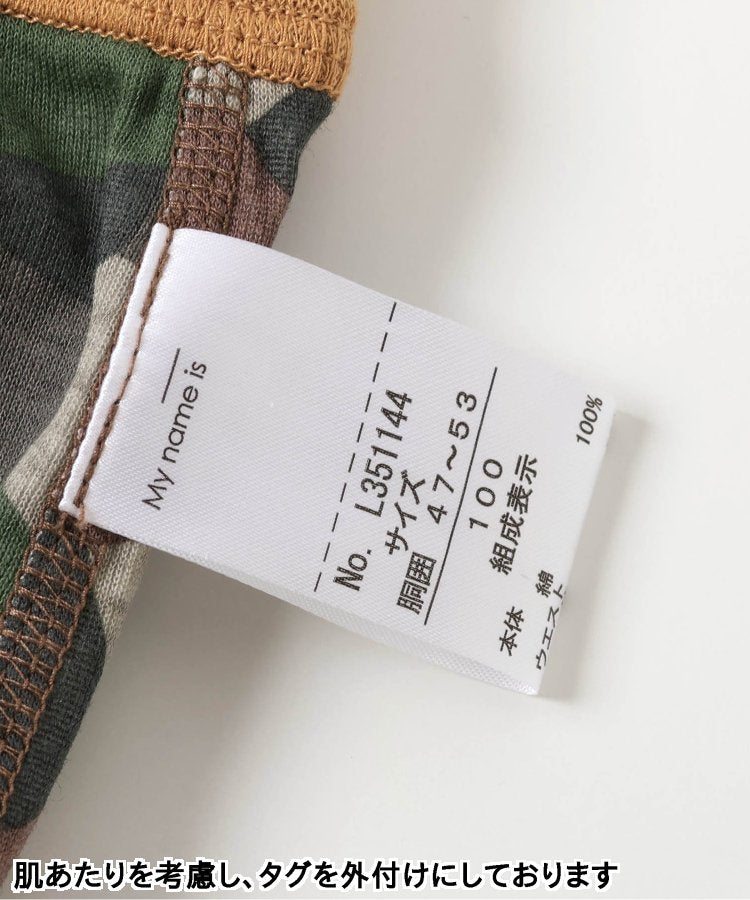 My name is
No. L351144
サイズ
胴囲 47～53
100
組成表示
本体 綿 100%
ウエスト
肌あたりを考慮し、タグを外付けにしております